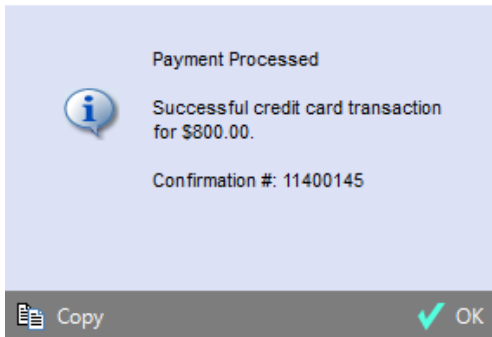 Payment Processed
Successful credit card transaction
for $800.00.
Confirmation #: 11400145
Copy
OK